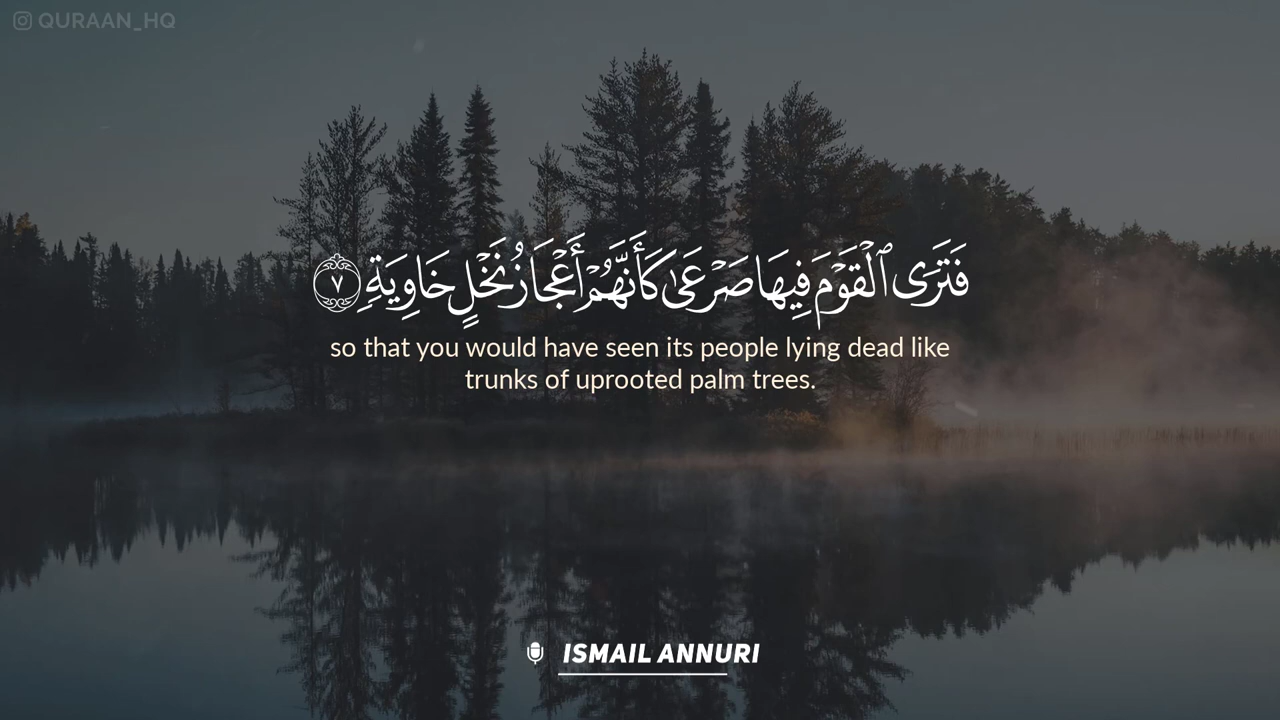 QURAAN_HQ
فَتَرَى ٱلْقَوْمَ فِيهَا صَرْعَىٰ كَأَنَّهُمْ أَعْجَازُ نَخْلٍ خَاوِيَةٍ ٧
so that you would have seen its people lying dead like
trunks of uprooted palm trees.
ISMAIL ANNURI